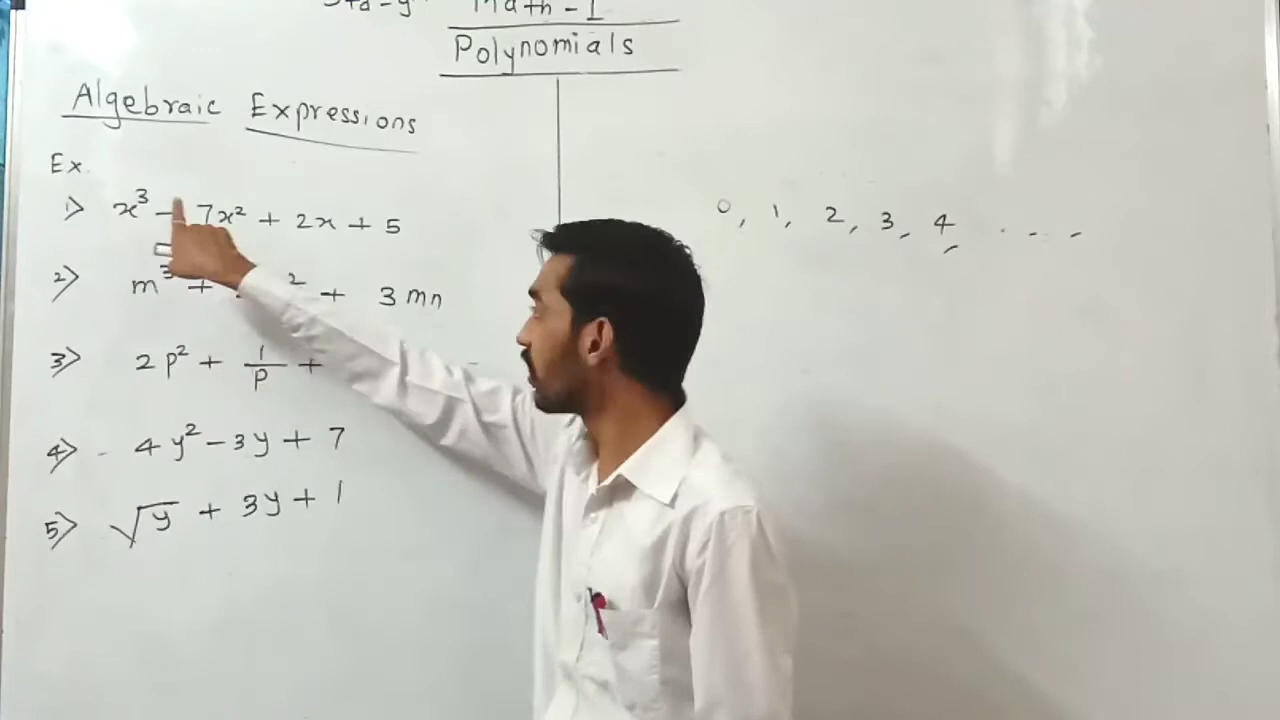 Math - I
Polynomials
Algebraic Expressions
Ex.
1) x³ - 7x² + 2x + 5
2) m³ + ² + 3mn
3) 2p² + 1/p +
4) 4y² - 3y + 7
5) √y + 3y + 1
0, 1, 2, 3, 4, . . .